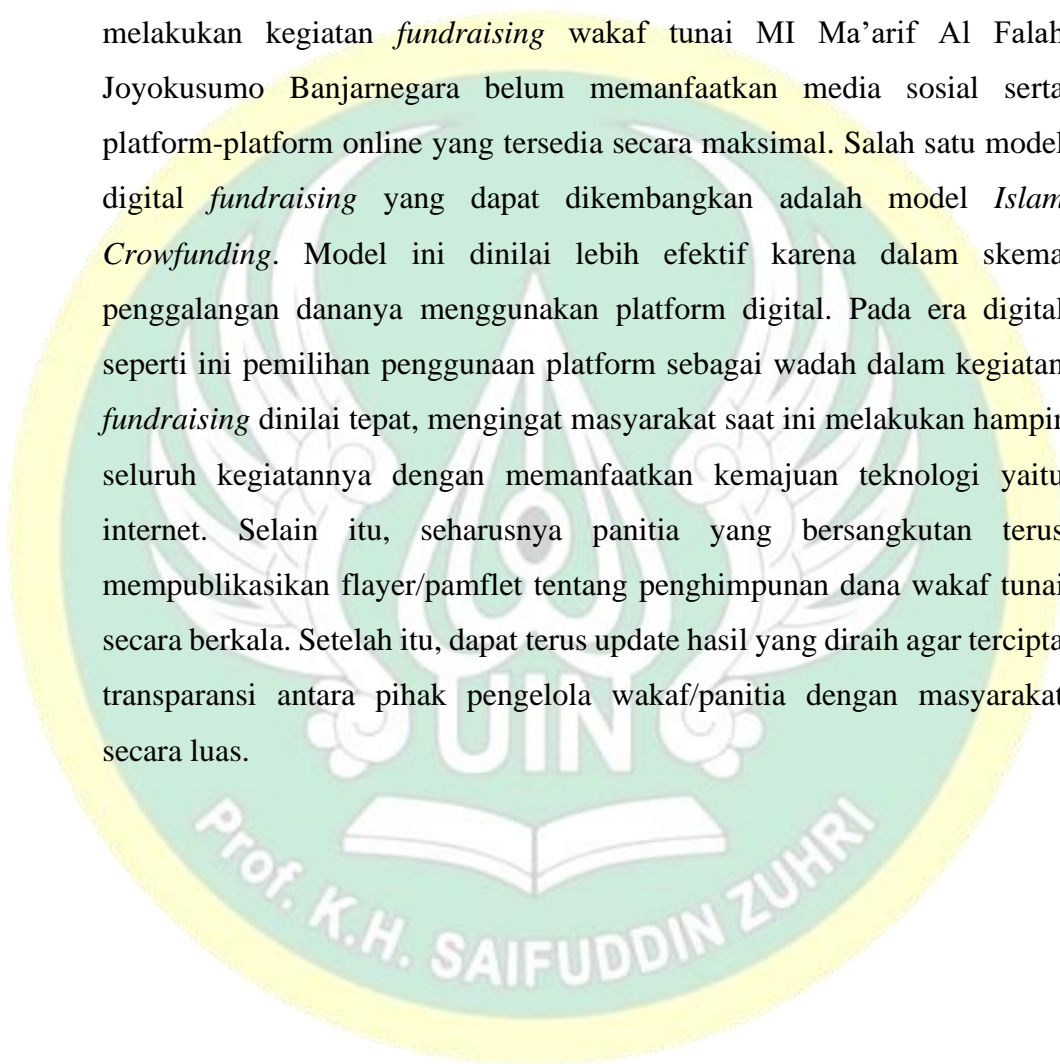 melakukan kegiatan fundraising wakaf tunai MI Ma’arif Al Falah
Joyokusumo Banjarnegara belum memanfaatkan media sosial serta
platform-platform online yang tersedia secara maksimal. Salah satu model
digital fundraising yang dapat dikembangkan adalah model Islam
Crowfunding. Model ini dinilai lebih efektif karena dalam skema
penggalangan dananya menggunakan platform digital. Pada era digital
seperti ini pemilihan penggunaan platform sebagai wadah dalam kegiatan
fundraising dinilai tepat, mengingat masyarakat saat ini melakukan hampir
seluruh kegiatannya dengan memanfaatkan kemajuan teknologi yaitu
internet. Selain itu, seharusnya panitia yang bersangkutan terus
mempublikasikan flayer/pamflet tentang penghimpunan dana wakaf tunai
secara berkala. Setelah itu, dapat terus update hasil yang diraih agar tercipta
transparansi antara pihak pengelola wakaf/panitia dengan masyarakat
secara luas.
UIN
Prof. K.H. SAIFUDDIN ZUHRI